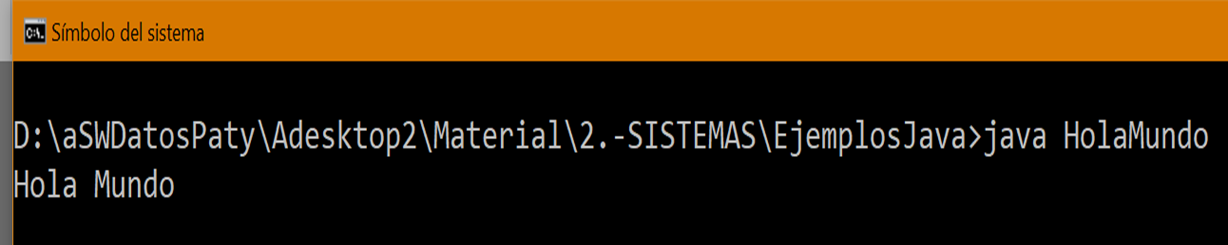 Símbolo del sistema
D:\aSWDatosPaty\Adesktop2\Material\2.-SISTEMAS\EjemplosJava>java HolaMundo
Hola Mundo